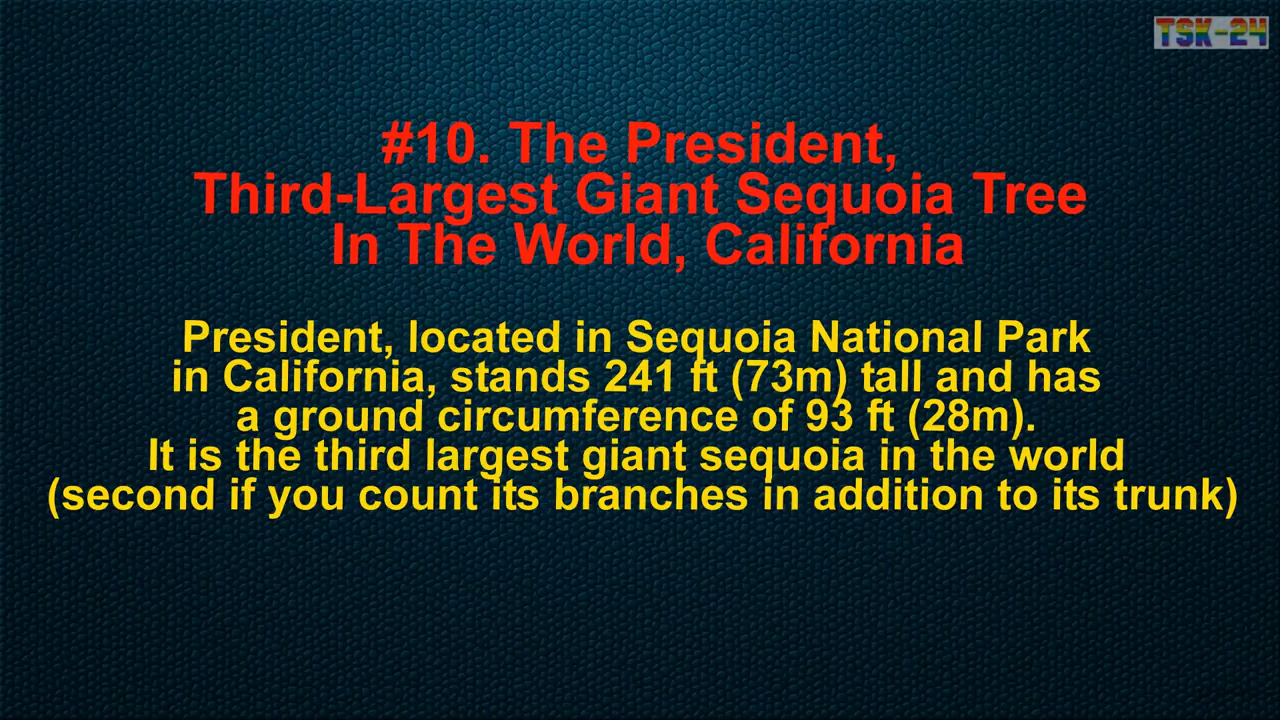 TSK-24
#10. The President,
Third-Largest Giant Sequoia Tree
In The World, California
President, located in Sequoia National Park
in California, stands 241 ft (73m) tall and has
a ground circumference of 93 ft (28m).
It is the third largest giant sequoia in the world
(second if you count its branches in addition to its trunk)